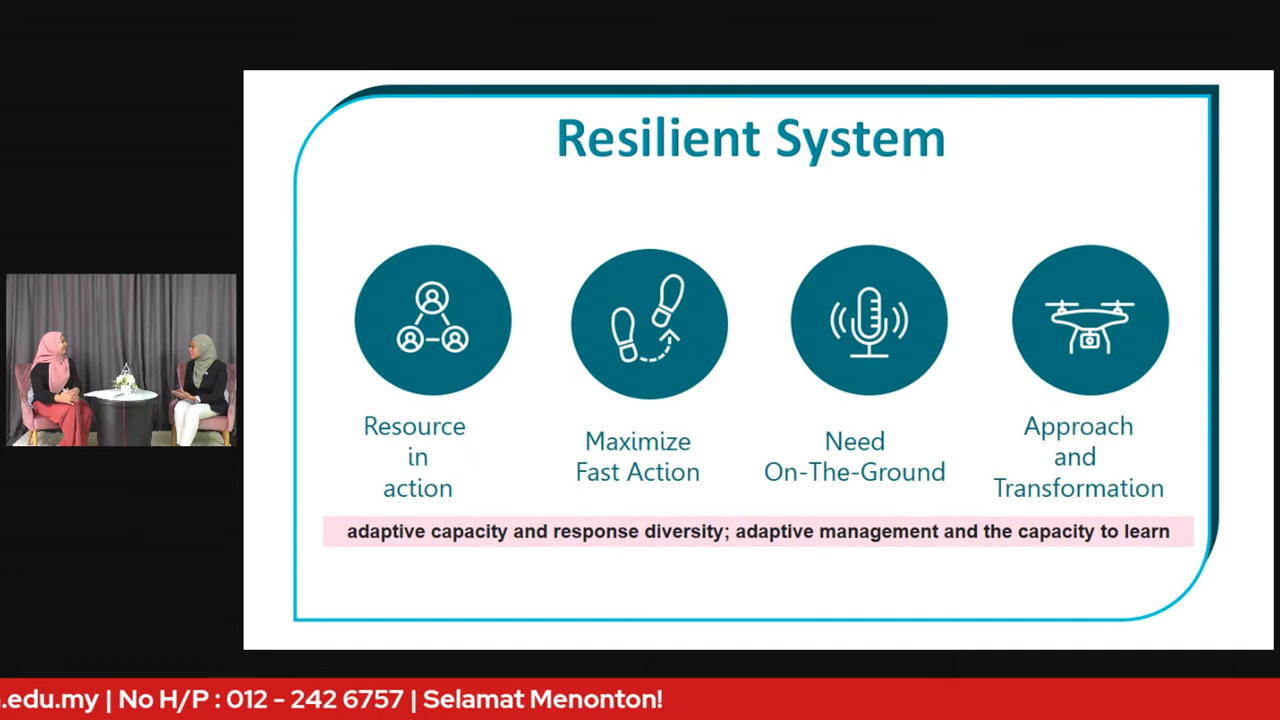 Resilient System
Resource
in
action
Maximize
Fast Action
Need
On-The-Ground
Approach
and
Transformation
adaptive capacity and response diversity; adaptive management and the capacity to learn
.edu.my | No H/P : 012 - 242 6757 | Selamat Menonton!